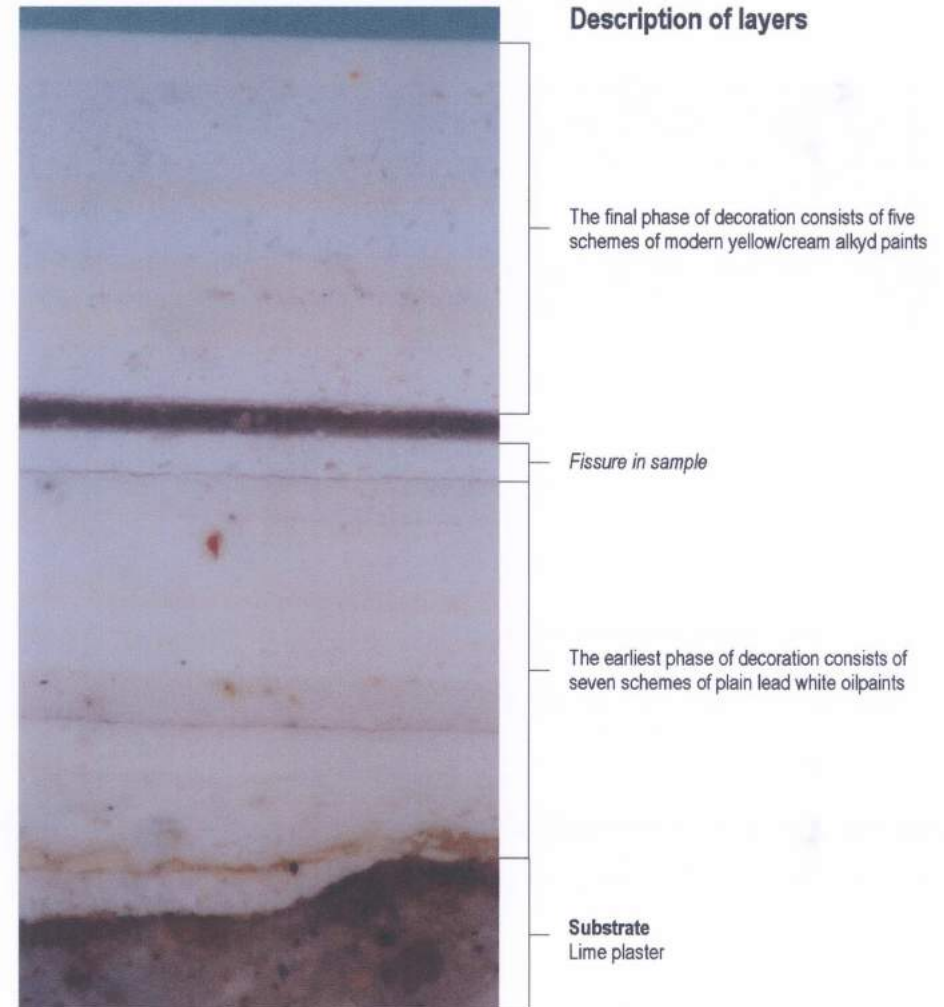 Description of layers
The final phase of decoration consists of five
schemes of modern yellow/cream alkyd paints
Fissure in sample
The earliest phase of decoration consists of
seven schemes of plain lead white oilpaints
Substrate
Lime plaster